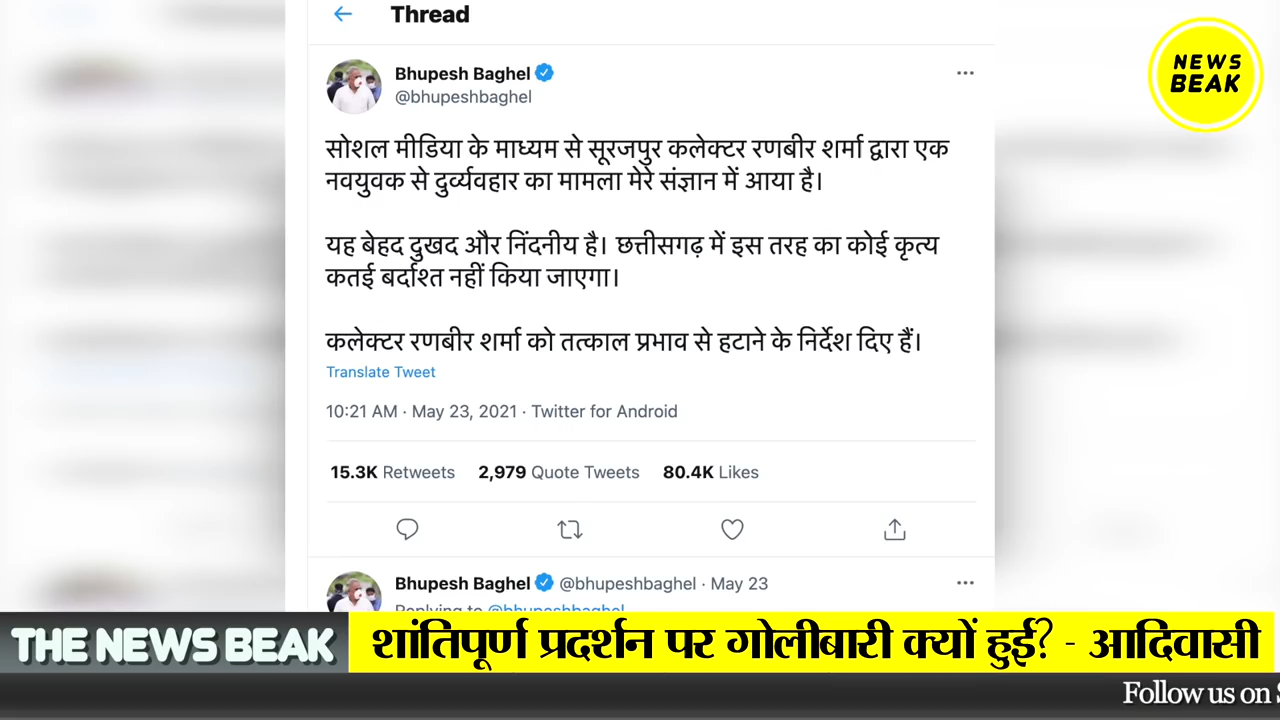 Thread
NEWS
BEAK
Bhupesh Baghel
@bhupeshbaghel
सोशल मीडिया के माध्यम से सूरजपुर कलेक्टर रणबीर शर्मा द्वारा एक
नवयुवक से दुर्व्यवहार का मामला मेरे संज्ञान में आया है।
यह बेहद दुखद और निंदनीय है। छत्तीसगढ़ में इस तरह का कोई कृत्य
कतई बर्दाश्त नहीं किया जाएगा।
कलेक्टर रणबीर शर्मा को तत्काल प्रभाव से हटाने के निर्देश दिए हैं।
Translate Tweet
10:21 AM · May 23, 2021 · Twitter for Android
15.3K Retweets 2,979 Quote Tweets 80.4K Likes
Bhupesh Baghel @bhupeshbaghel · May 23
Replying to @bhupeshbaghel
THE NEWS BEAK शांतिपूर्ण प्रदर्शन पर गोलीबारी क्यों हुई? - आदिवासी
Follow us on